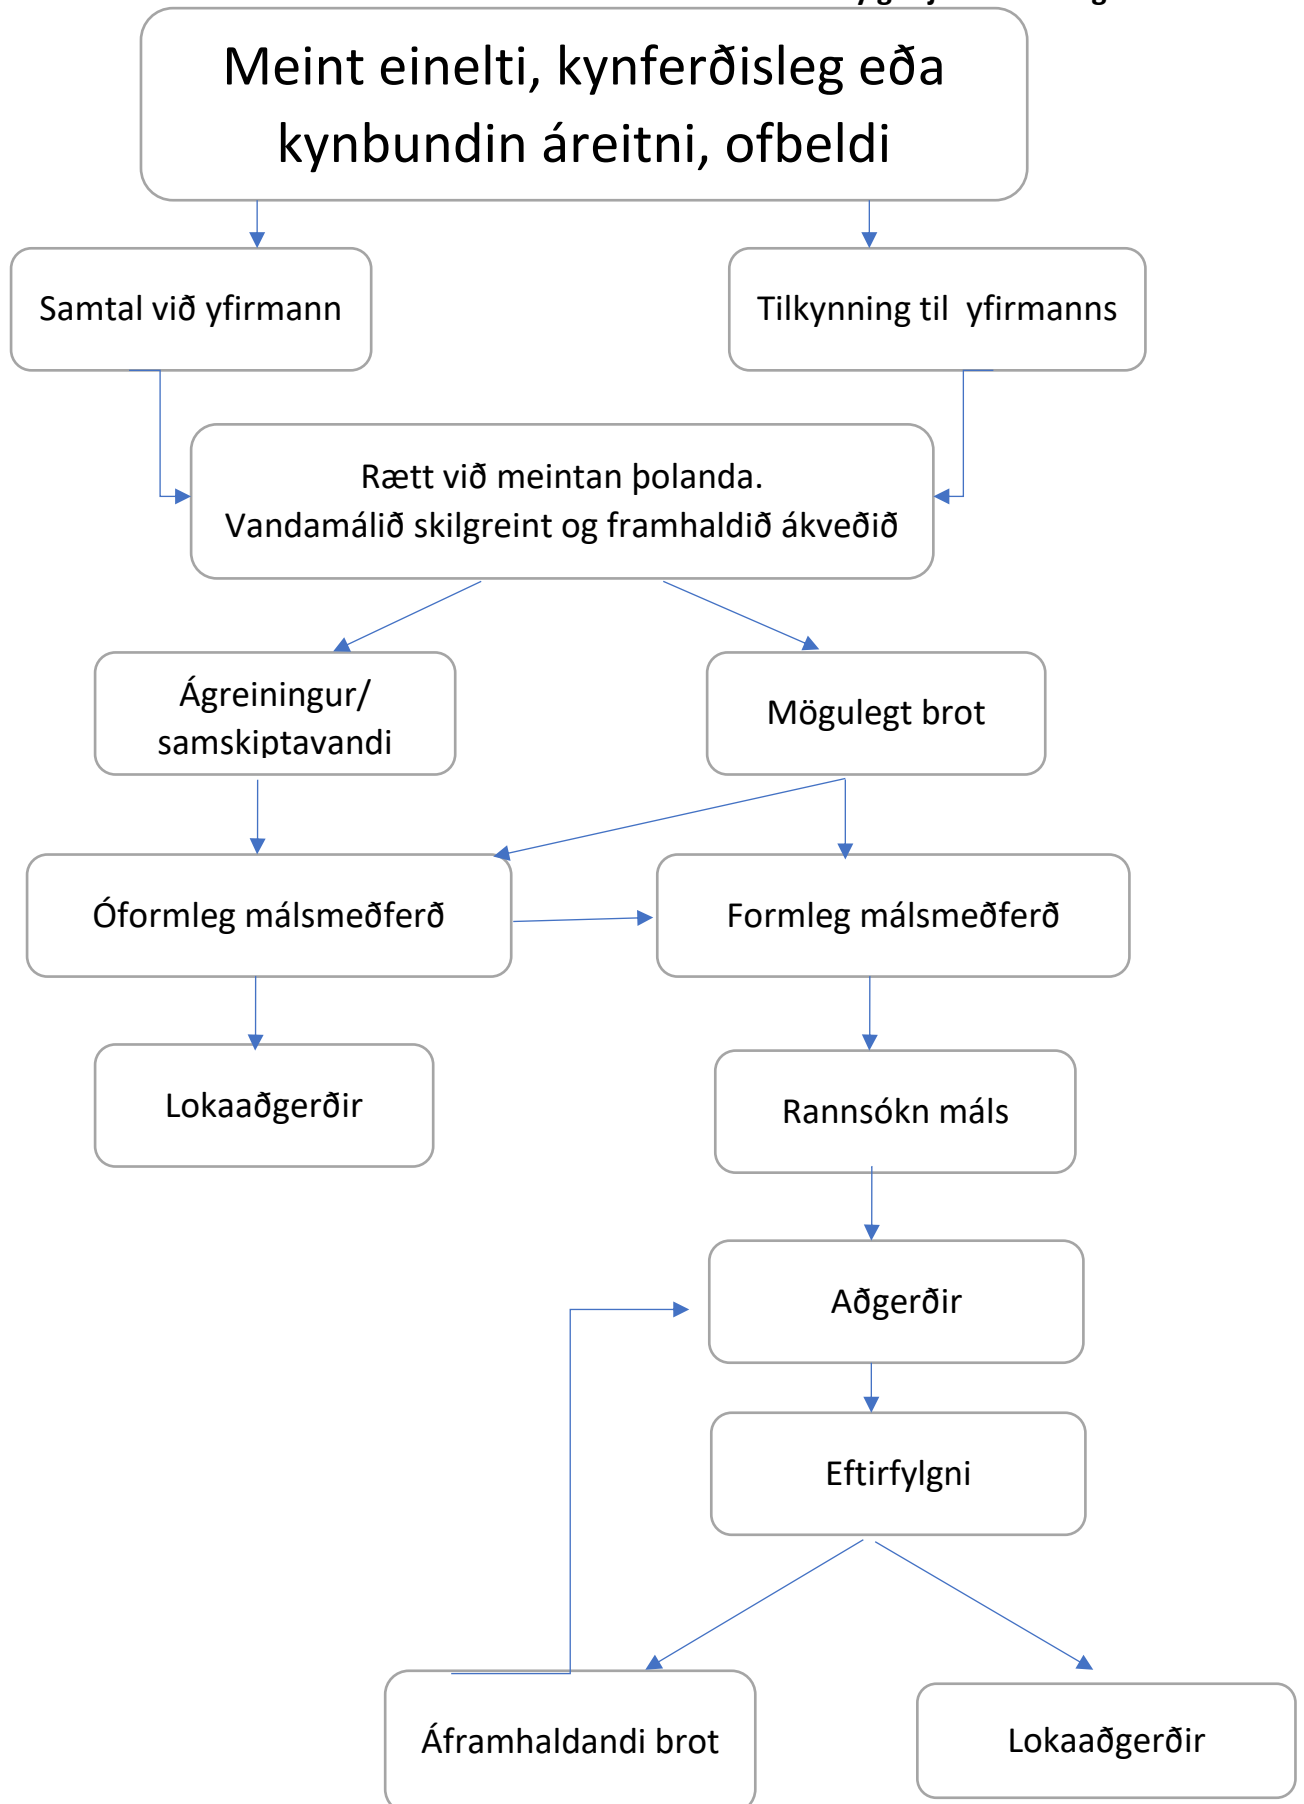 Meint einelti, kynferðisleg eða
kynbundin áreitni, ofbeldi
Samtal við yfirmann
Tilkynning til yfirmanns
Rætt við meintan þolanda.
Vandamálið skilgreint og framhaldið ákveðið
Ágreiningur/
samskiptavandi
Mögulegt brot
Óformleg málsmeðferð
Formleg málsmeðferð
Lokaaðgerðir
Rannsókn máls
Aðgerðir
Eftirfylgni
Áframhaldandi brot
Lokaaðgerðir